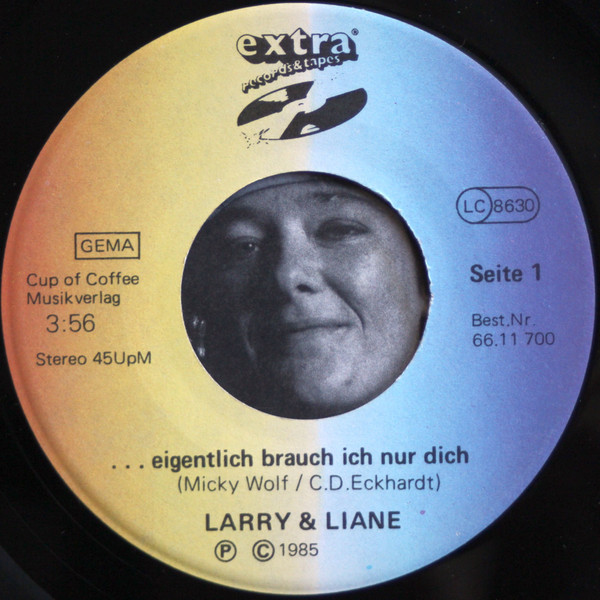 extra®
records & tapes
LC 8630
GEMA
Cup of Coffee
Musikverlag
3:56
Stereo 45UpM
Seite 1
Best.Nr.
66.11 700
. . . eigentlich brauch ich nur dich
(Micky Wolf / C.D.Eckhardt)
LARRY & LIANE
Ⓟ © 1985